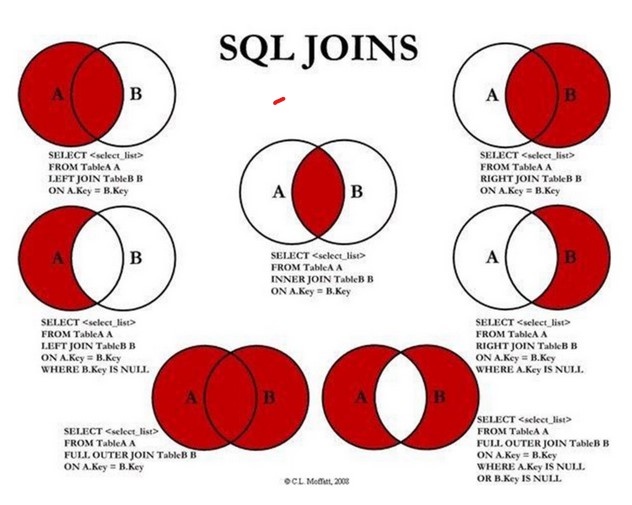 SQL JOINS
A B
SELECT <select_list>
FROM TableA A
LEFT JOIN TableB B
ON A.Key = B.Key
A B
SELECT <select_list>
FROM TableA A
RIGHT JOIN TableB B
ON A.Key = B.Key
A B
SELECT <select_list>
FROM TableA A
INNER JOIN TableB B
ON A.Key = B.Key
A B
SELECT <select_list>
FROM TableA A
LEFT JOIN TableB B
ON A.Key = B.Key
WHERE B.Key IS NULL
A B
SELECT <select_list>
FROM TableA A
RIGHT JOIN TableB B
ON A.Key = B.Key
WHERE A.Key IS NULL
A B
SELECT <select_list>
FROM TableA A
FULL OUTER JOIN TableB B
ON A.Key = B.Key
A B
SELECT <select_list>
FROM TableA A
FULL OUTER JOIN TableB B
ON A.Key = B.Key
WHERE A.Key IS NULL
OR B.Key IS NULL
© C.L. Moffatt, 2008